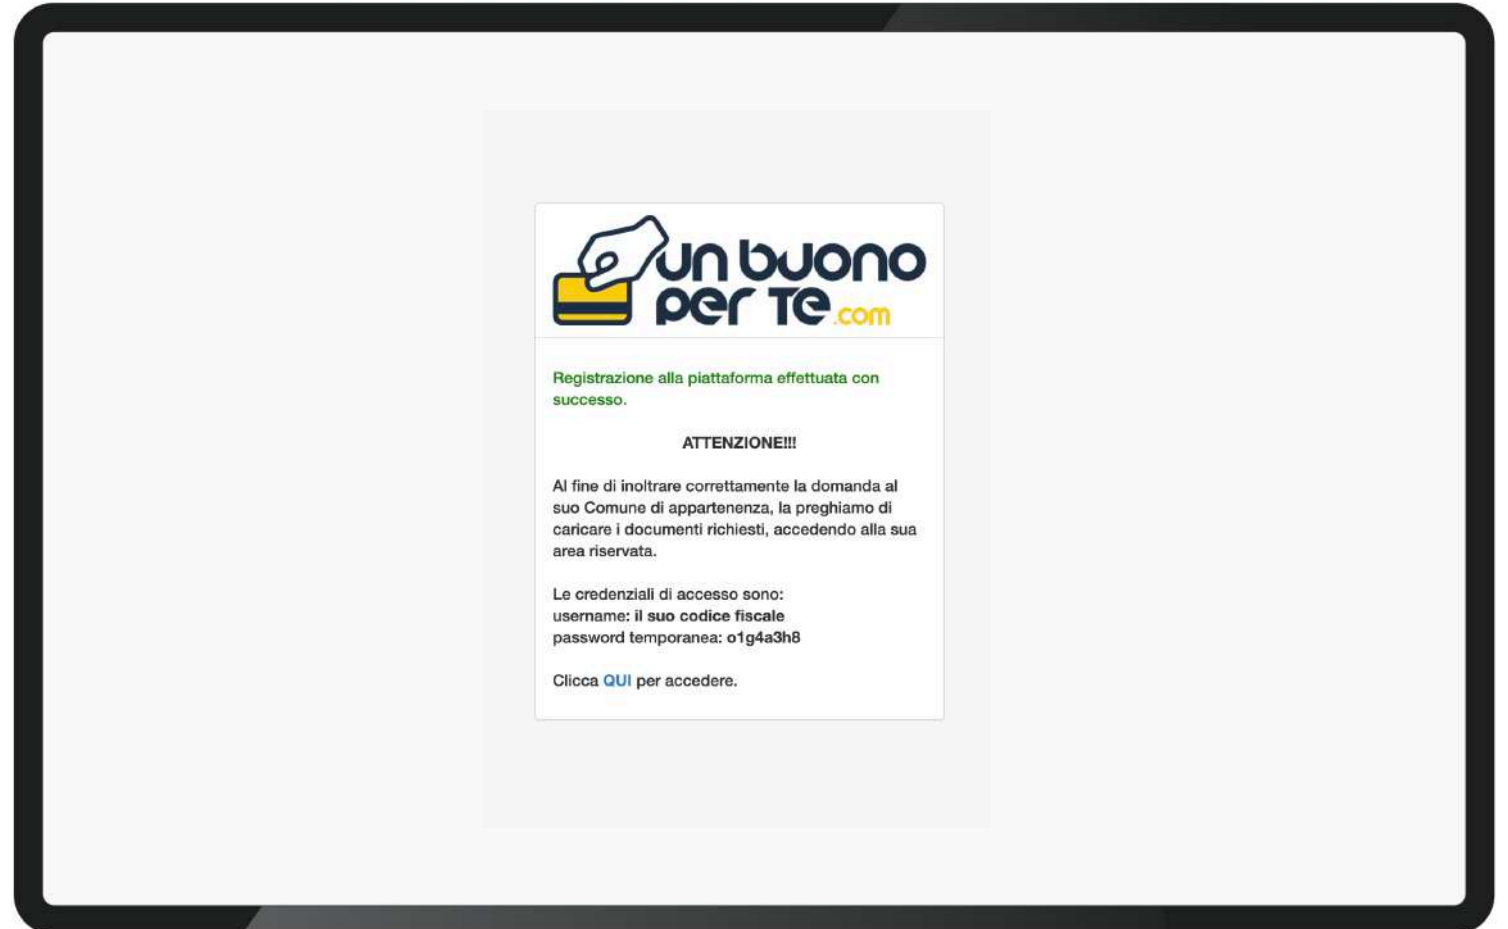 un buono
per te.com
Registrazione alla piattaforma effettuata con
successo.
ATTENZIONE!!!
Al fine di inoltrare correttamente la domanda al
suo Comune di appartenenza, la preghiamo di
caricare i documenti richiesti, accedendo alla sua
area riservata.
Le credenziali di accesso sono:
username: il suo codice fiscale
password temporanea: o1g4a3h8
Clicca QUI per accedere.